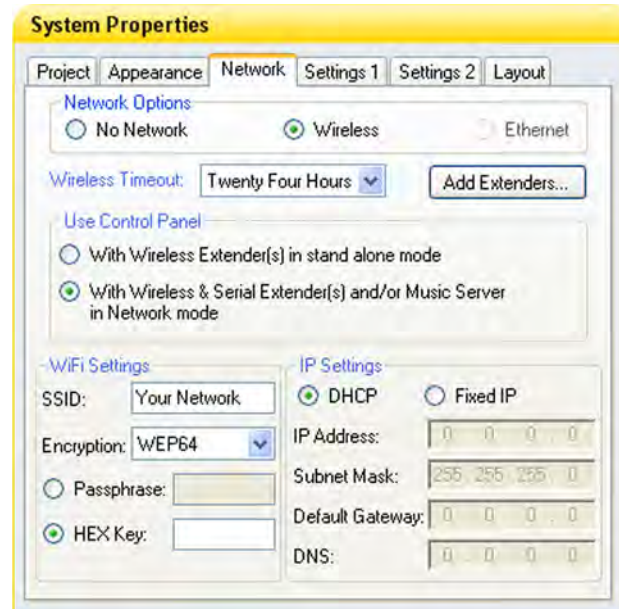 System Properties
Project Appearance Network Settings 1 Settings 2 Layout
Network Options
No Network Wireless Ethernet
Wireless Timeout: Twenty Four Hours Add Extenders...
Use Control Panel
With Wireless Extender(s) in stand alone mode
With Wireless & Serial Extender(s) and/or Music Server
in Network mode
WiFi Settings
SSID: Your Network
Encryption: WEP64
Passphrase:
HEX Key:
IP Settings
DHCP Fixed IP
IP Address: 0 . 0 . 0 . 0
Subnet Mask: 255 . 255 . 255 . 0
Default Gateway: 0 . 0 . 0 . 0
DNS: 0 . 0 . 0 . 0